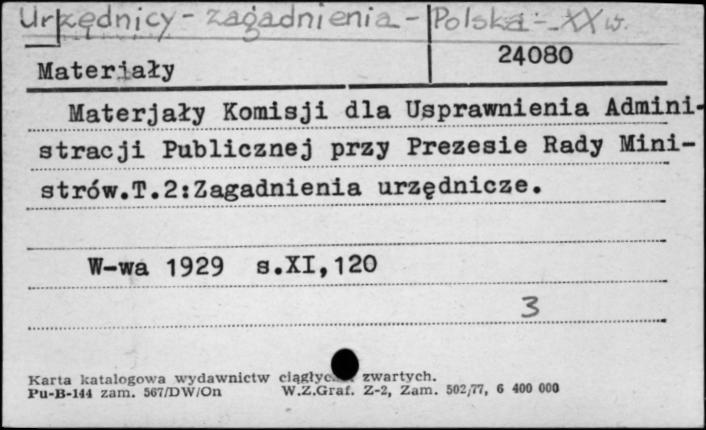 Urzędnicy - zagadnienia - Polska - XX w.
24080
Materiały
Materjały Komisji dla Usprawnienia Admini-
stracji Publicznej przy Prezesie Rady Mini-
strów.T.2:Zagadnienia urzędnicze.
W-wa 1929 s.XI,120
3
Karta katalogowa wydawnictw zwartych.
Pu-B-144 zam. 567/DW/On W.Z.Graf. Z-2, Zam. 502/77, 6 400 000